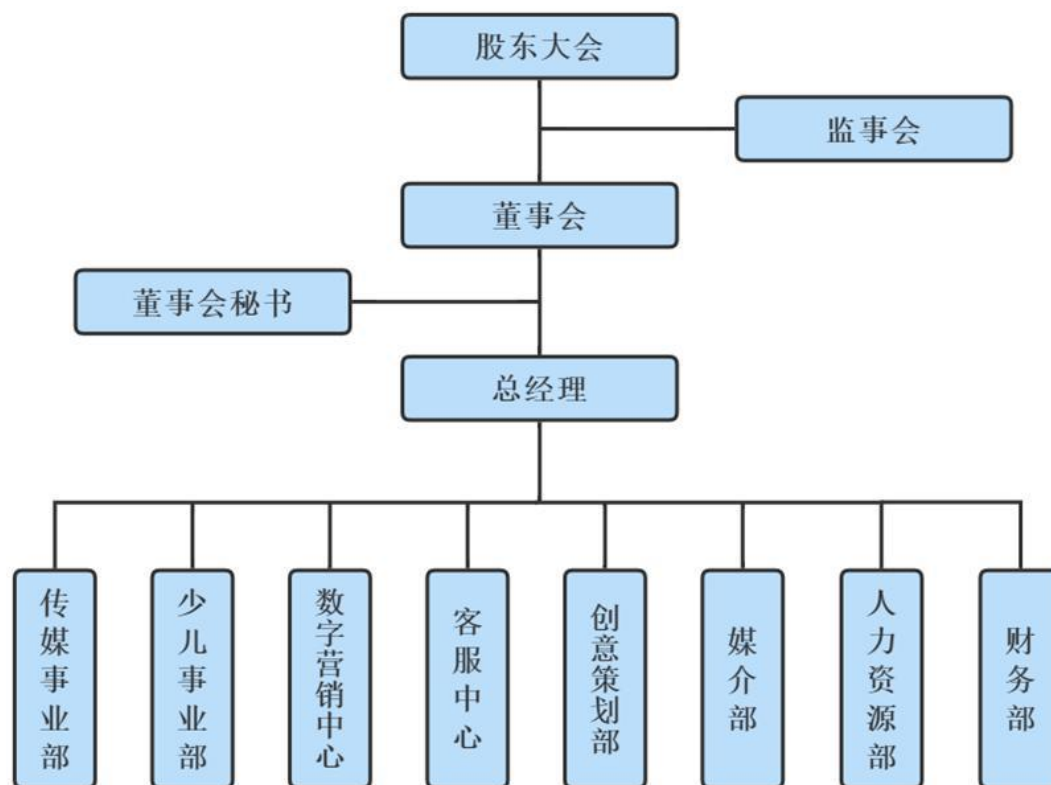 股东大会
监事会
董事会
董事会秘书
总经理
传媒事业部
少儿事业部
数字营销中心
客服中心
创意策划部
媒介部
人力资源部
财务部